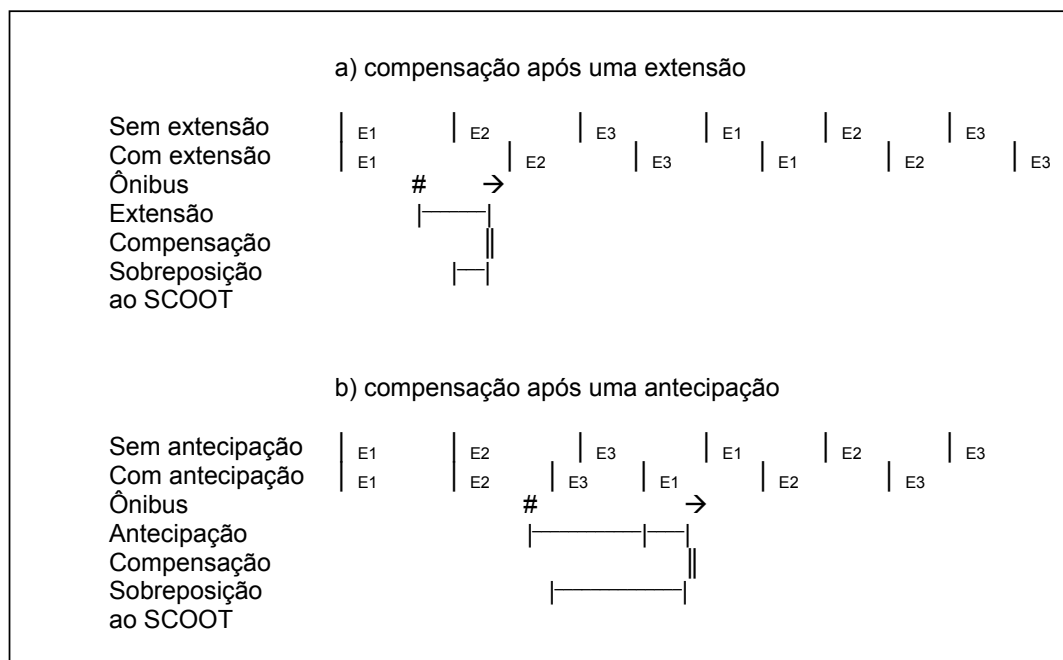 a) compensação após uma extensão
Sem extensão E1 E2 E3 E1 E2 E3
Com extensão E1 E2 E3 E1 E2 E3
Ônibus # →
Extensão
Compensação
Sobreposição
ao SCOOT
b) compensação após uma antecipação
Sem antecipação E1 E2 E3 E1 E2 E3
Com antecipação E1 E2 E3 E1 E2 E3
Ônibus # →
Antecipação
Compensação
Sobreposição
ao SCOOT